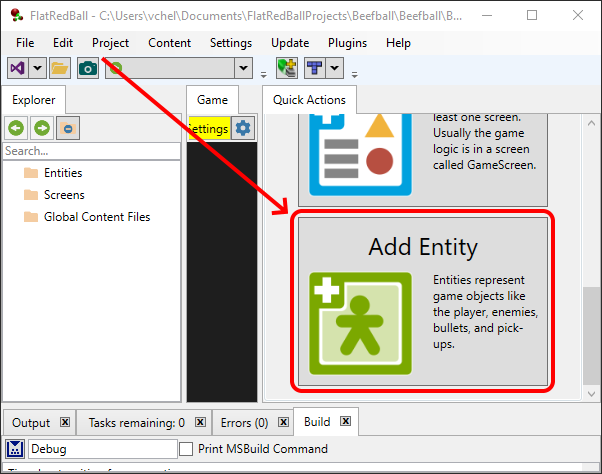 FlatRedBall - C:\Users\vchel\Documents\FlatRedBallProjects\Beefball\Beefball\B...
File Edit Project Content Settings Update Plugins Help
Explorer
Game
Quick Actions
ettings
Search...
Entities
Screens
Global Content Files
least one screen.
Usually the game
logic is in a screen
called GameScreen.
Add Entity
Entities represent
game objects like
the player, enemies,
bullets, and pick-
ups.
Output
Tasks remaining: 0
Errors (0)
Build
Debug
Print MSBuild Command